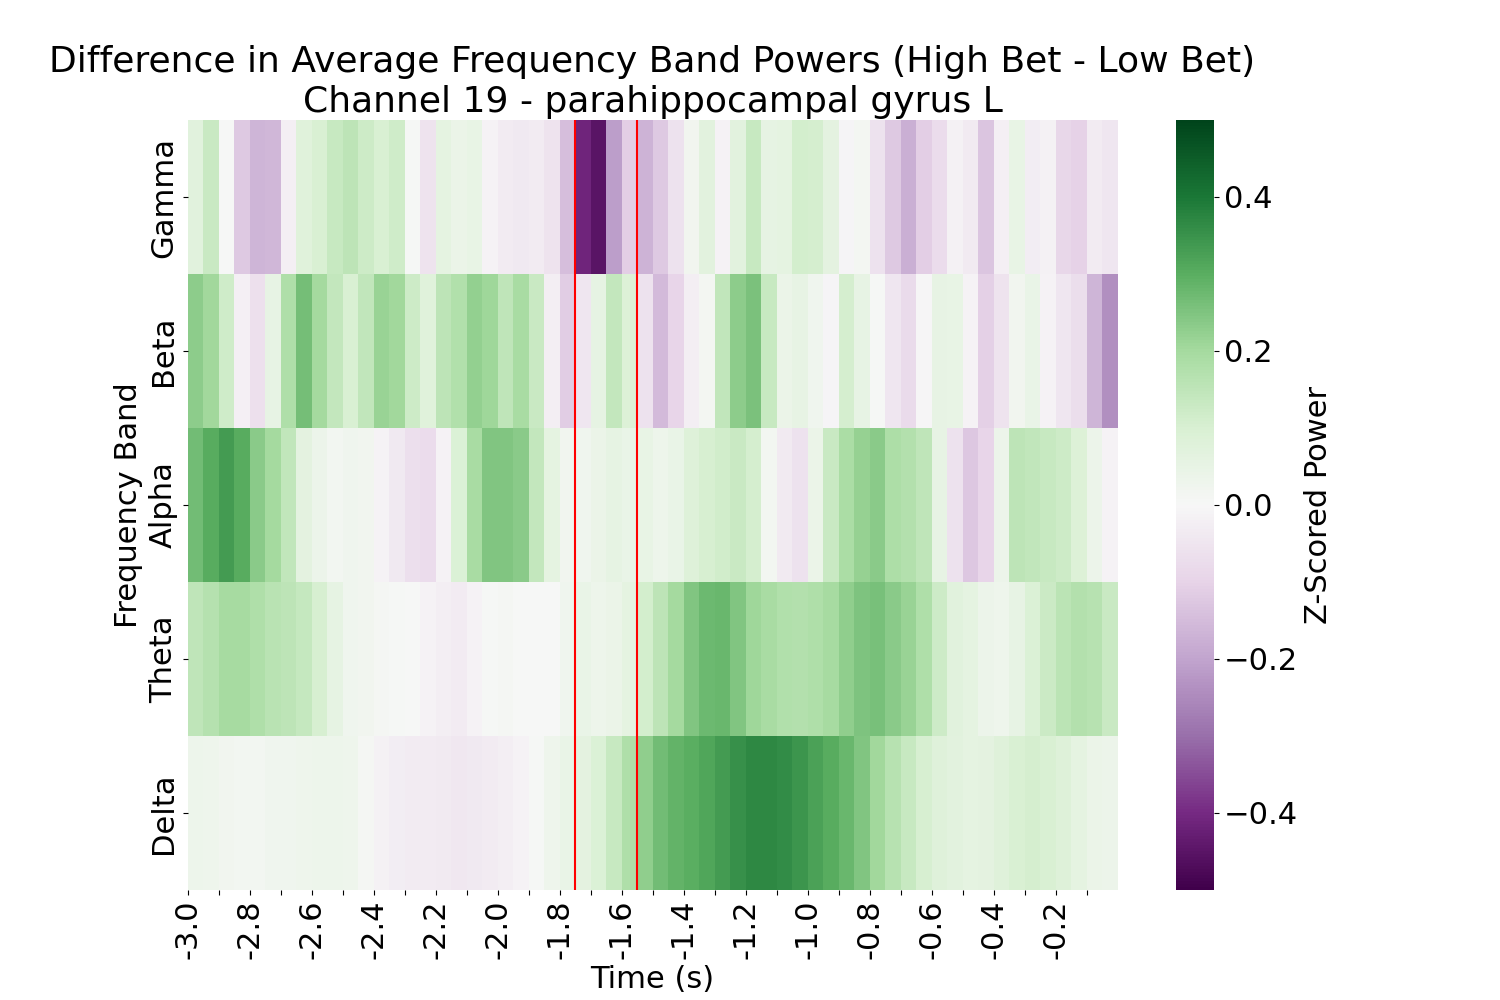 Difference in Average Frequency Band Powers (High Bet - Low Bet)
Channel 19 - parahippocampal gyrus L
Frequency Band
Gamma
Beta
Alpha
Theta
Delta
-3.0
-2.8
-2.6
-2.4
-2.2
-2.0
-1.8
-1.6
-1.4
-1.2
-1.0
-0.8
-0.6
-0.4
-0.2
Time (s)
0.4
0.2
0.0
−0.2
−0.4
Z-Scored Power